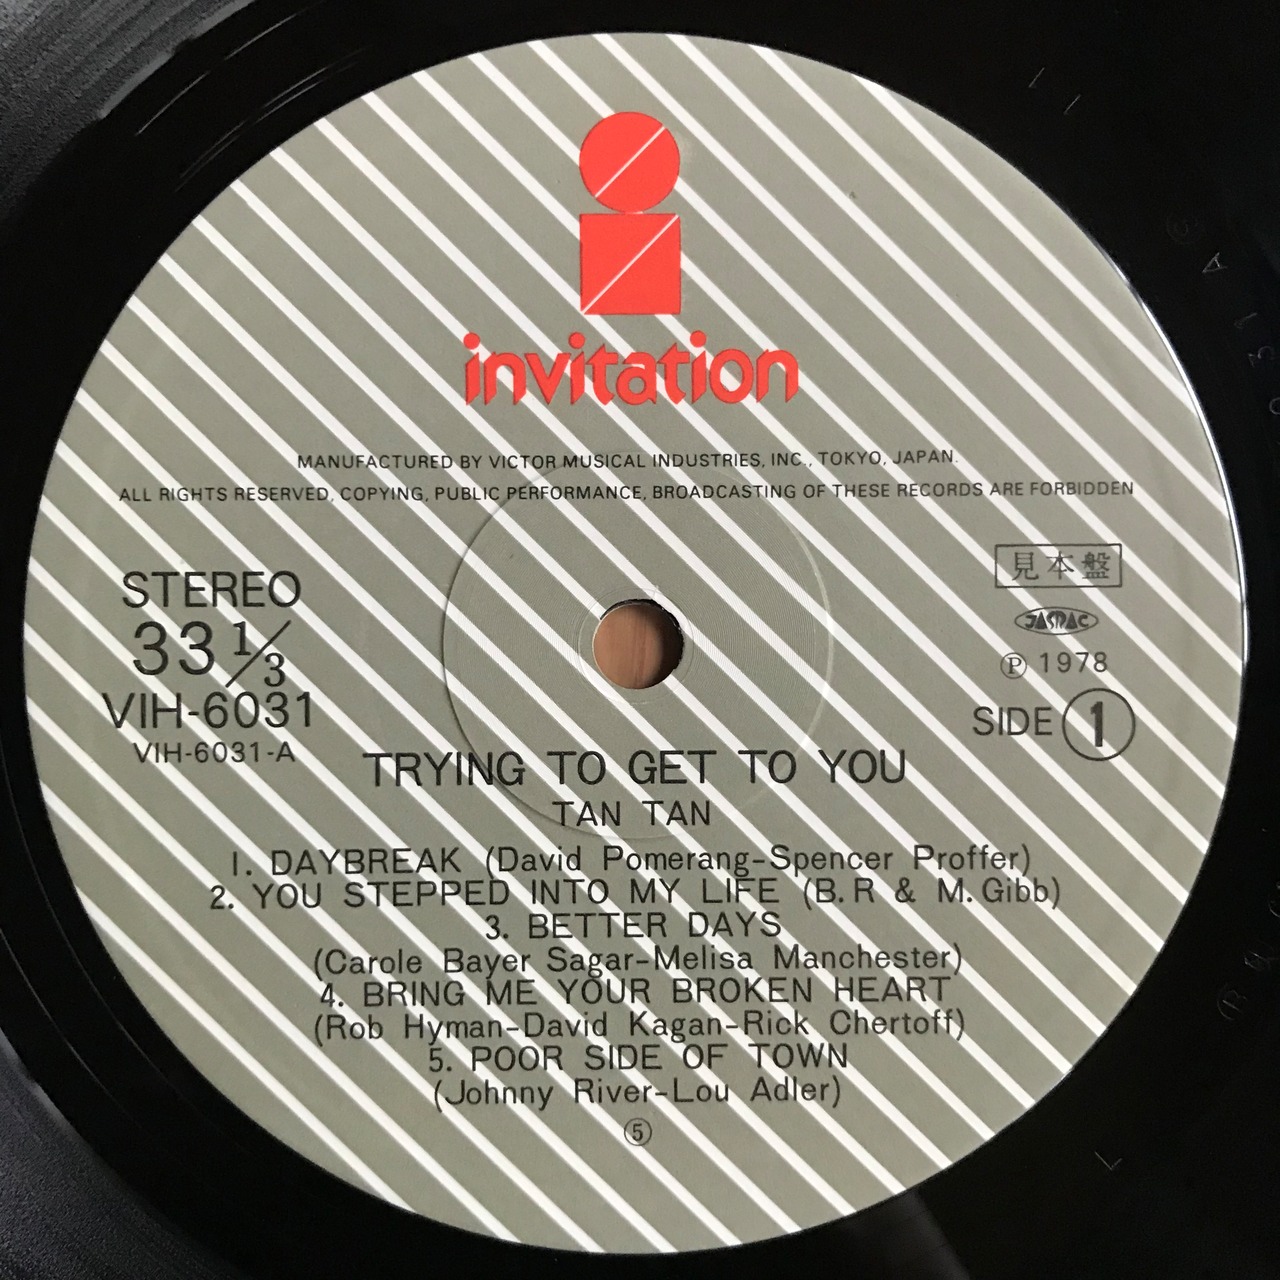 invitation
MANUFACTURED BY VICTOR MUSICAL INDUSTRIES, INC., TOKYO, JAPAN.
ALL RIGHTS RESERVED, COPYING, PUBLIC PERFORMANCE, BROADCASTING OF THESE RECORDS ARE FORBIDDEN
STEREO
33 1/3
VIH-6031
VIH-6031-A
見本盤
JASRAC
Ⓟ 1978
SIDE 1
TRYING TO GET TO YOU
TAN TAN
1. DAYBREAK (David Pomerang-Spencer Proffer)
2. YOU STEPPED INTO MY LIFE (B. R & M. Gibb)
3. BETTER DAYS
(Carole Bayer Sagar-Melisa Manchester)
4. BRING ME YOUR BROKEN HEART
(Rob Hyman-David Kagan-Rick Chertoff)
5. POOR SIDE OF TOWN
(Johnny River-Lou Adler)
⑤